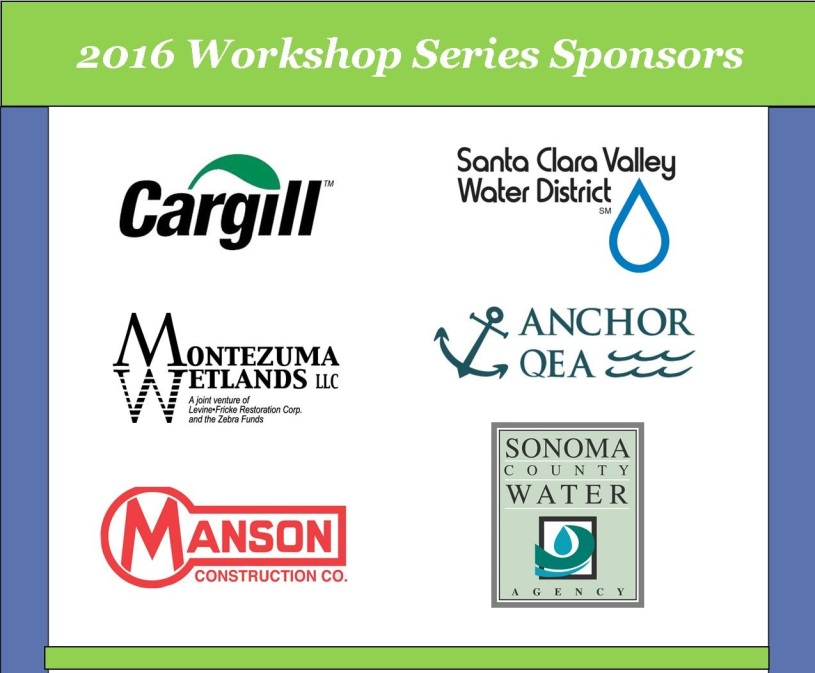 2016 Workshop Series Sponsors
Cargill™
Santa Clara Valley
Water District SM
MONTEZUMA
WETLANDS LLC
A joint venture of
Levine•Fricke Restoration Corp.
and the Zebra Funds
ANCHOR
QEA
MANSON
CONSTRUCTION CO.
SONOMA
COUNTY
WATER
AGENCY